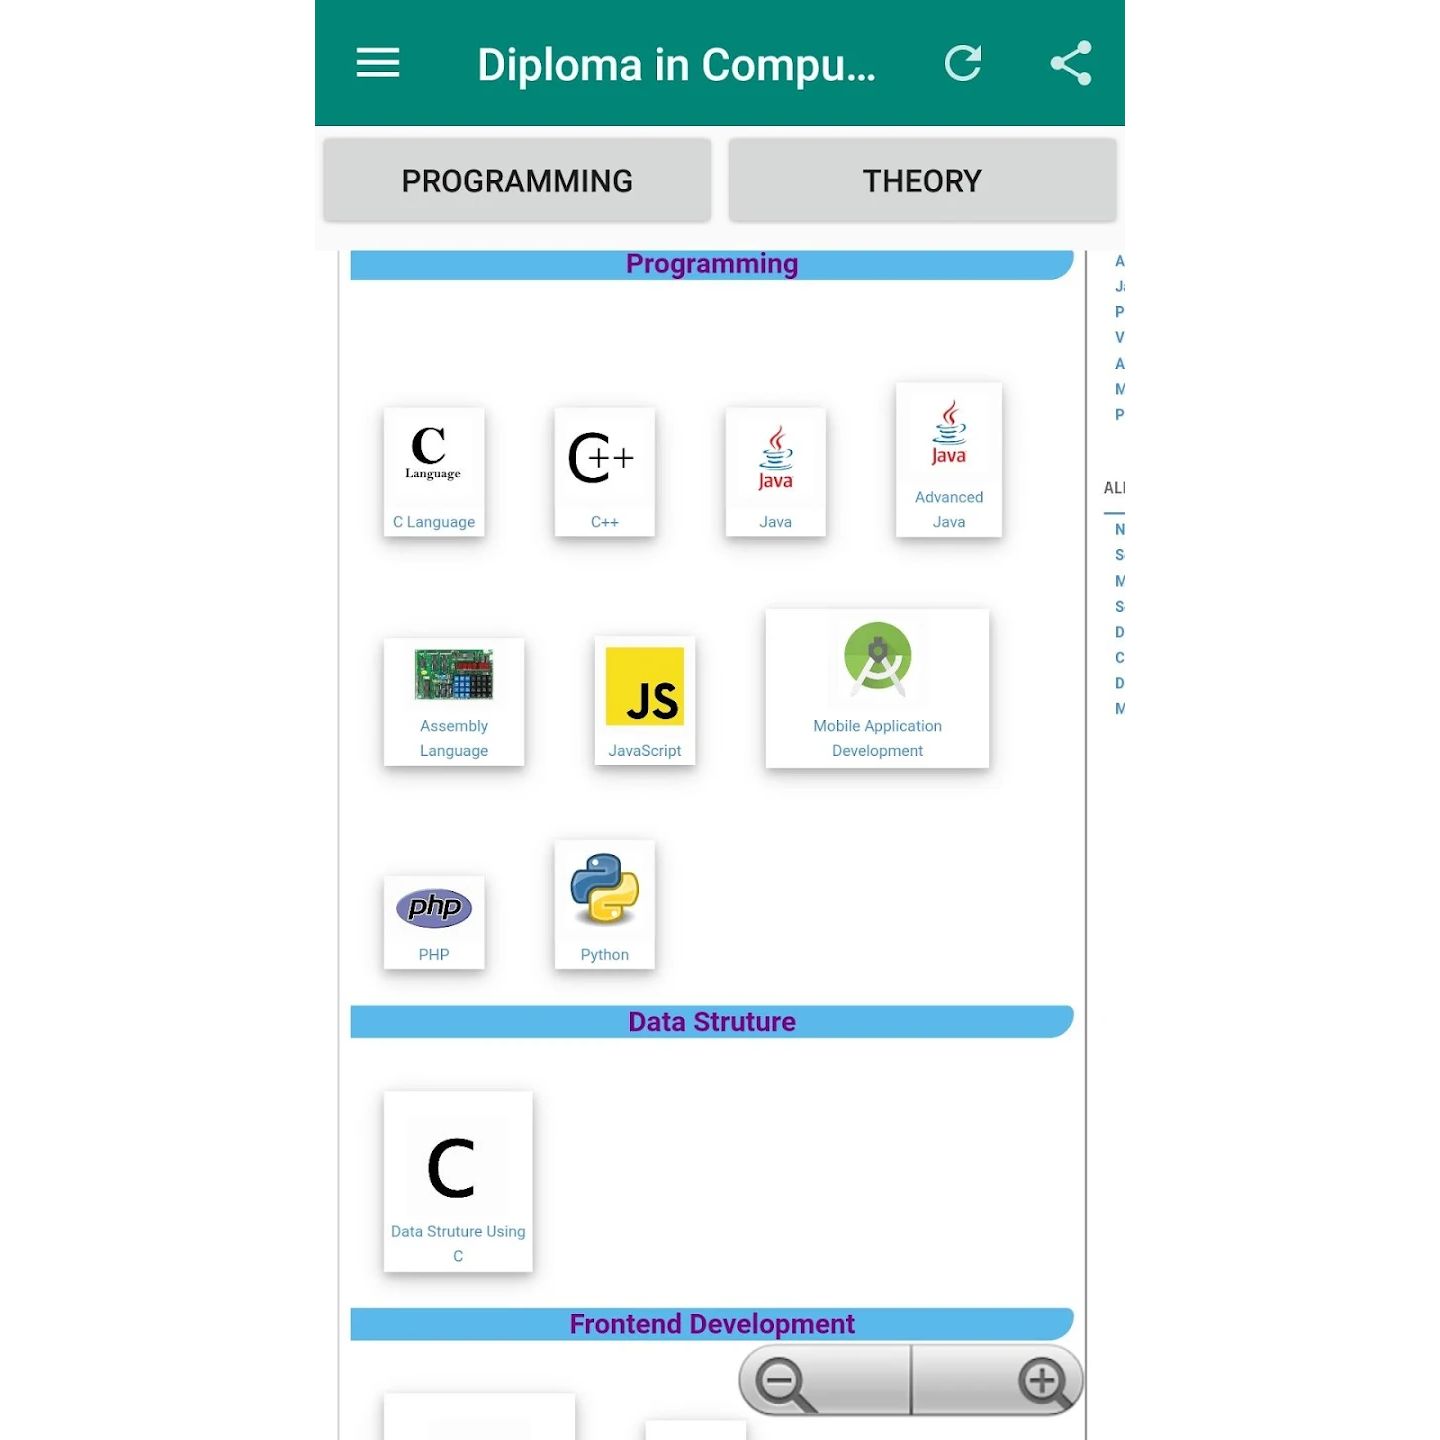 Diploma in Compu...
PROGRAMMING
THEORY
Programming
C
Language
C Language
C++
C++
Java
Java
Java
Advanced
Java
Assembly
Language
JS
JavaScript
Mobile Application
Development
php
PHP
Python
Data Struture
C
Data Struture Using
C
Frontend Development
A
P
V
A
M
P
N
S
M
S
D
C
D
M